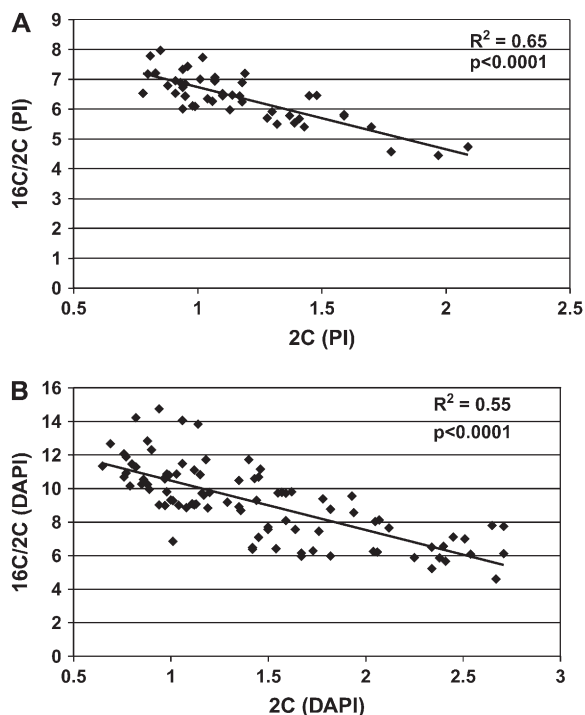 A
R² = 0.65
p<0.0001
16C/2C (PI)
9
8
7
6
5
4
3
2
1
0
0.5 1 1.5 2 2.5
2C (PI)
B
R² = 0.55
p<0.0001
16C/2C (DAPI)
16
14
12
10
8
6
4
2
0
0.5 1 1.5 2 2.5 3
2C (DAPI)